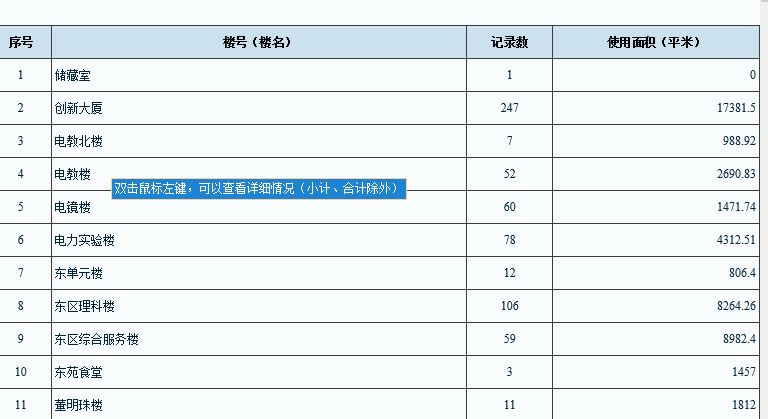 序号 楼号（楼名） 记录数 使用面积（平米）
1 储藏室 1 0
2 创新大厦 247 17381.5
3 电教北楼 7 988.92
4 电教楼 52 2690.83
双击鼠标左键，可以查看详细情况（小计、合计除外）
5 电镜楼 60 1471.74
6 电力实验楼 78 4312.51
7 东单元楼 12 806.4
8 东区理科楼 106 8264.26
9 东区综合服务楼 59 8982.4
10 东苑食堂 3 1457
11 董明珠楼 11 1812